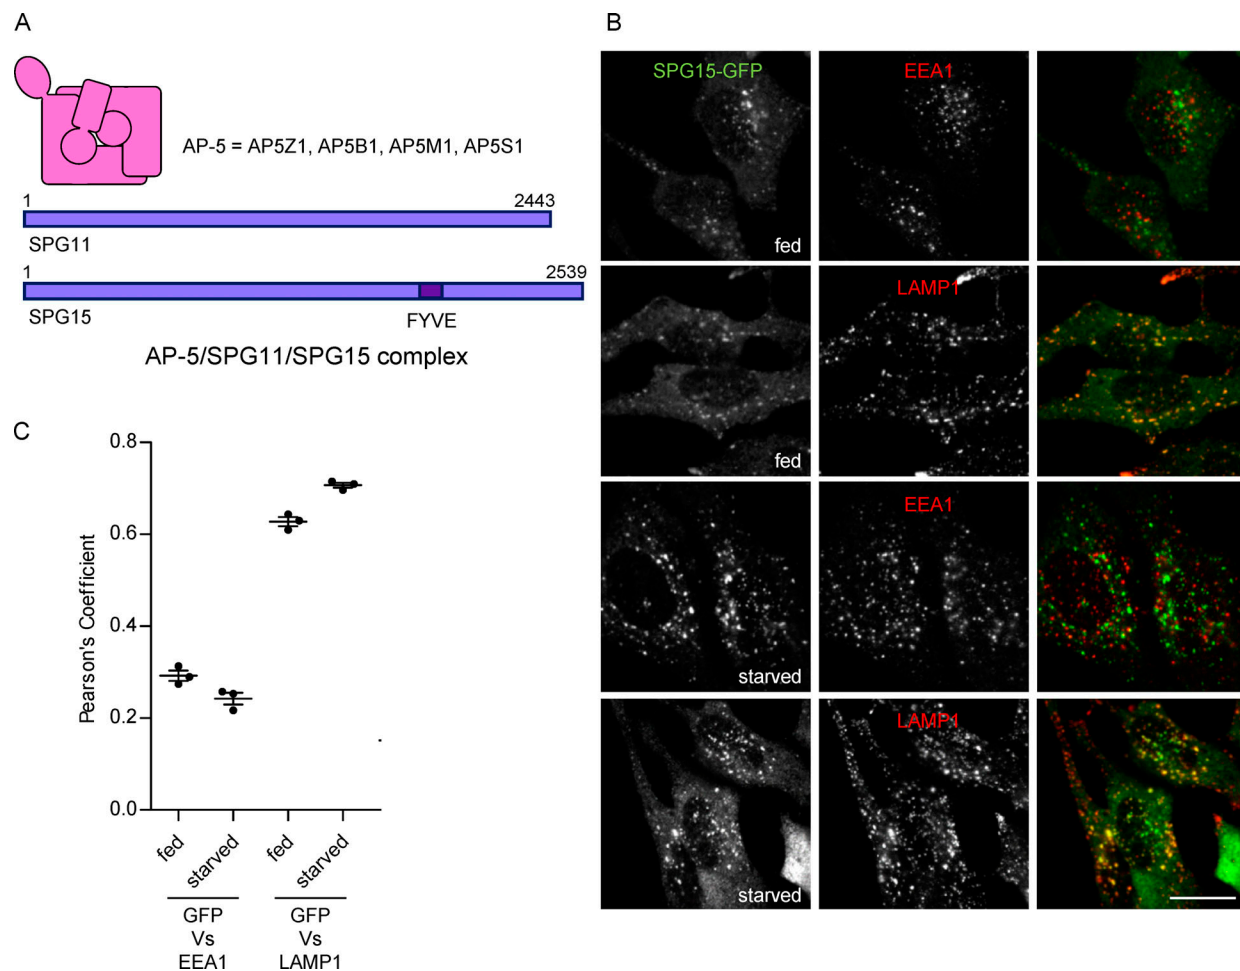 A
AP-5 = AP5Z1, AP5B1, AP5M1, AP5S1
1 2443
SPG11
1 2539
SPG15 FYVE
AP-5/SPG11/SPG15 complex
B
SPG15-GFP EEA1
fed
LAMP1
fed
EEA1
starved
LAMP1
starved
C
Pearson's Coefficient
0.8
0.6
0.4
0.2
0.0
fed starved fed starved
GFP GFP
Vs Vs
EEA1 LAMP1